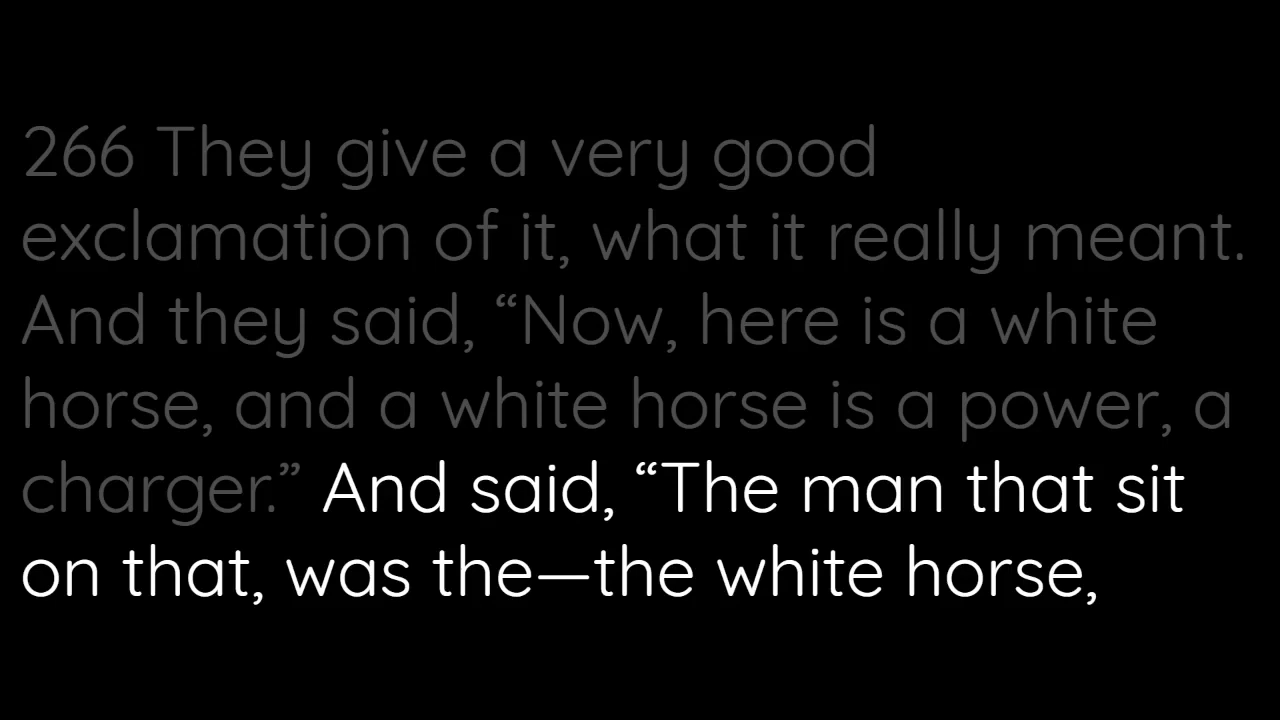 266 They give a very good
exclamation of it, what it really meant.
And they said, “Now, here is a white
horse, and a white horse is a power, a
charger.” And said, “The man that sit
on that, was the—the white horse,